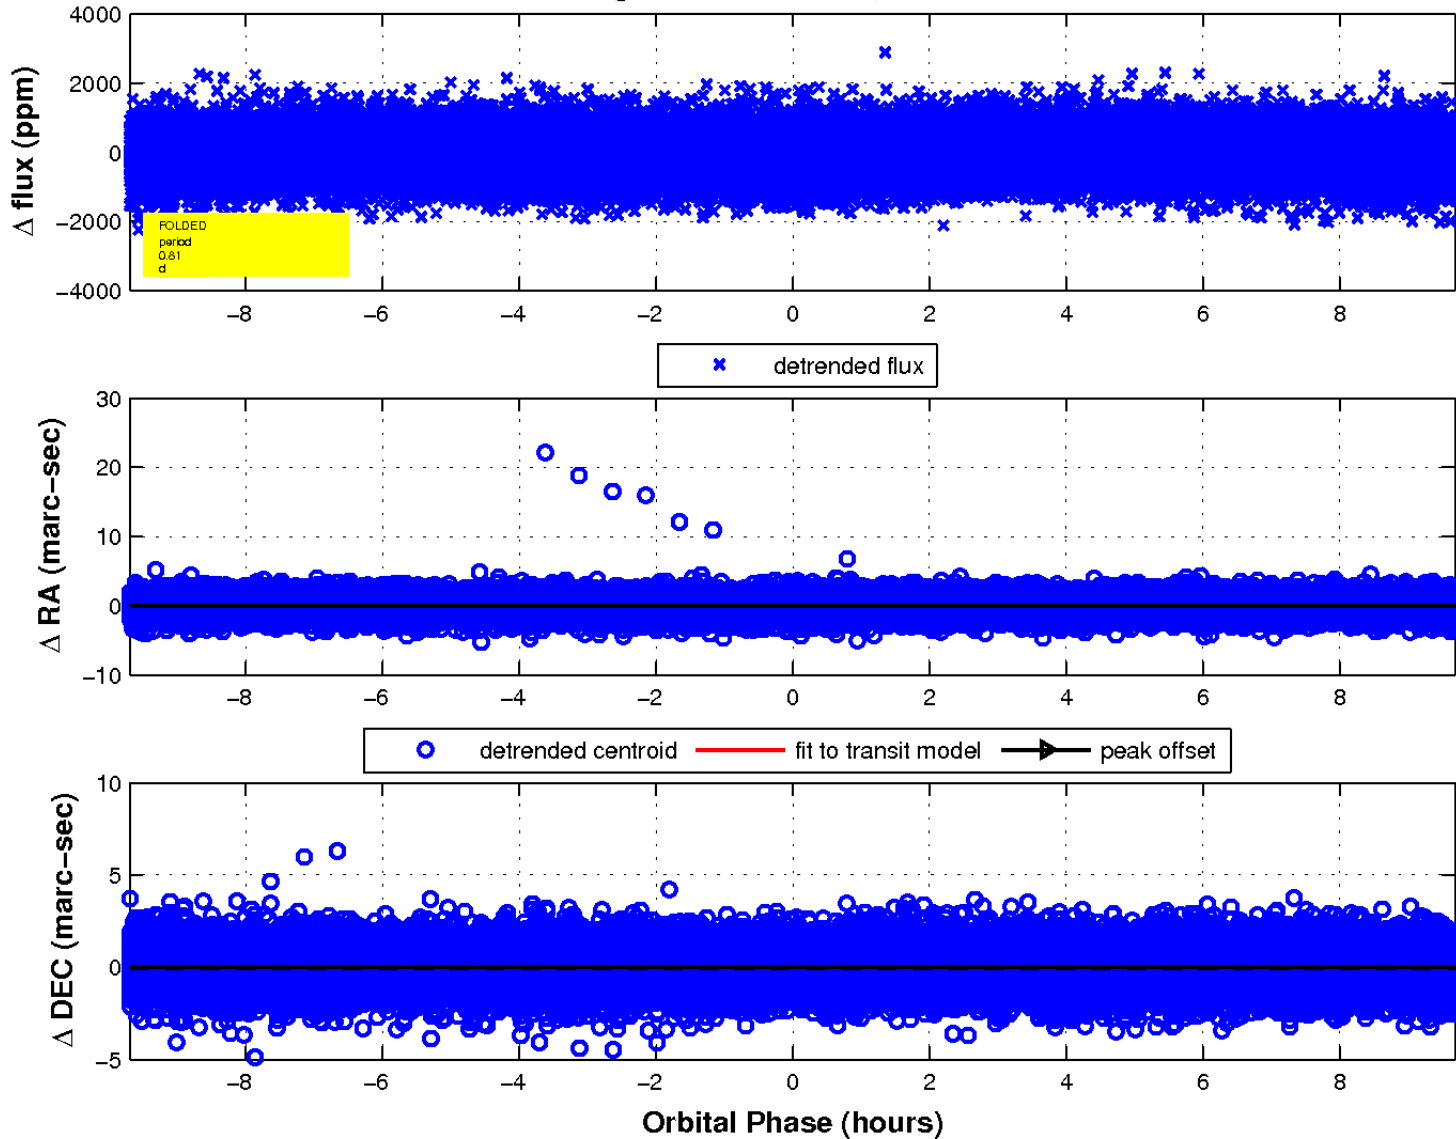 4000
2000
0
−2000
−4000
Δ flux (ppm)
FOLDED
period
0.81
d
−8 −6 −4 −2 0 2 4 6 8
detrended flux
30
20
10
0
−10
Δ RA (marc−sec)
−8 −6 −4 −2 0 2 4 6 8
detrended centroid fit to transit model peak offset
10
5
0
−5
Δ DEC (marc−sec)
−8 −6 −4 −2 0 2 4 6 8
Orbital Phase (hours)